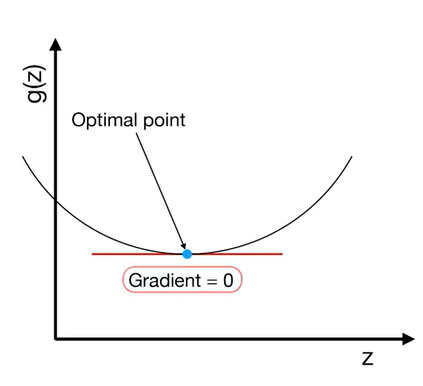 g(z)
Optimal point
Gradient = 0
z